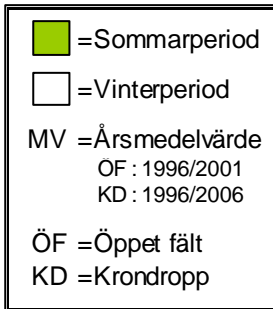 =Sommarperiod
=Vinterperiod
MV =Årsmedelvärde
ÖF : 1996/2001
KD : 1996/2006
ÖF =Öppet fält
KD =Krondropp